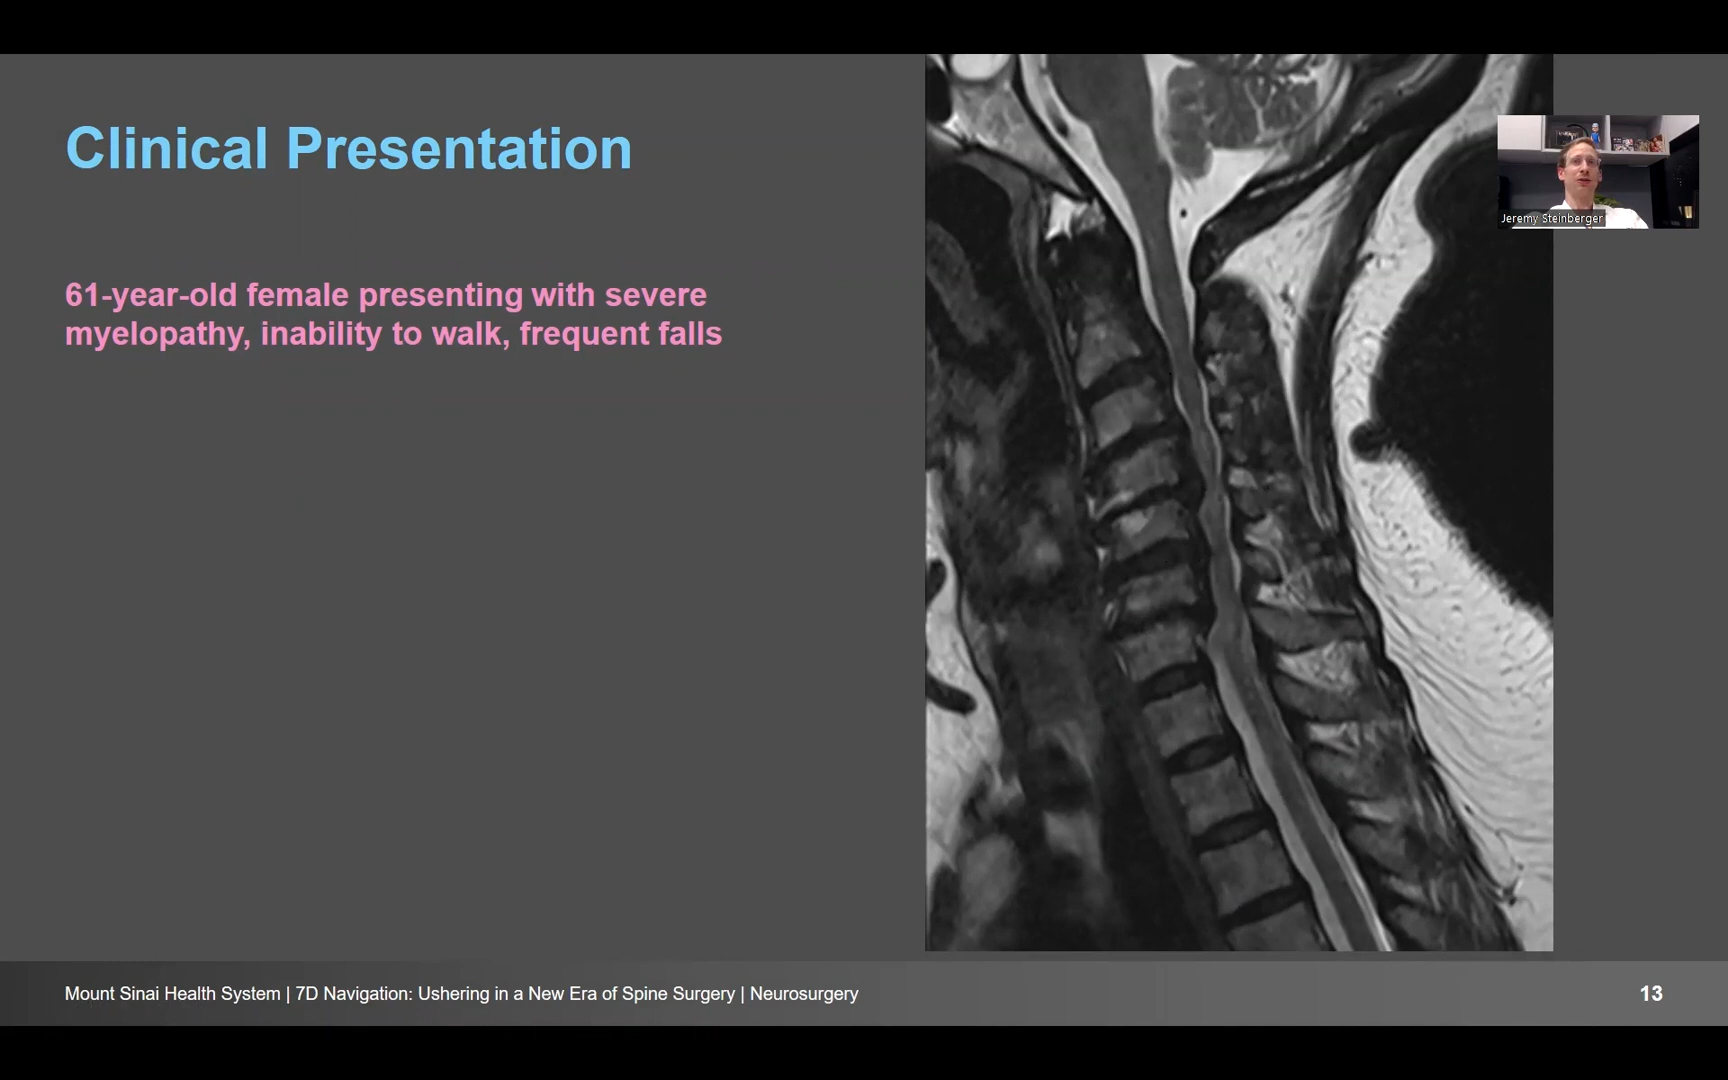 Clinical Presentation
61-year-old female presenting with severe
myelopathy, inability to walk, frequent falls
Jeremy Steinberger
Mount Sinai Health System | 7D Navigation: Ushering in a New Era of Spine Surgery | Neurosurgery
13